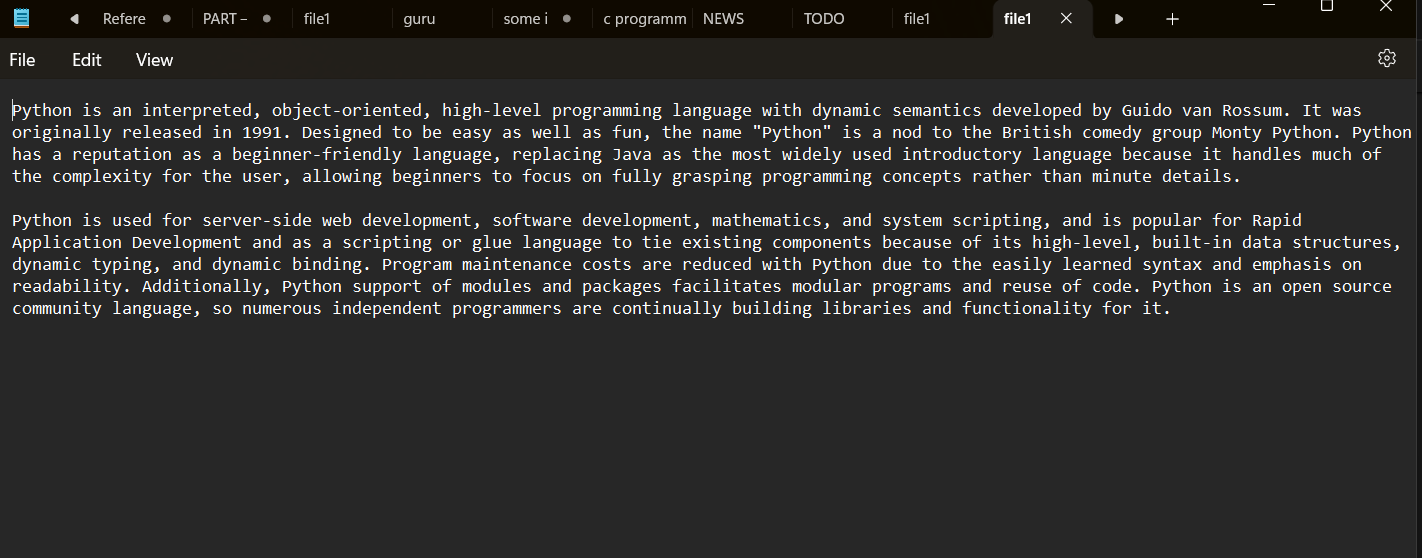 Refere PART – file1 guru some i c programm NEWS TODO file1 file1
File Edit View
Python is an interpreted, object-oriented, high-level programming language with dynamic semantics developed by Guido van Rossum. It was
originally released in 1991. Designed to be easy as well as fun, the name "Python" is a nod to the British comedy group Monty Python. Python
has a reputation as a beginner-friendly language, replacing Java as the most widely used introductory language because it handles much of
the complexity for the user, allowing beginners to focus on fully grasping programming concepts rather than minute details.
Python is used for server-side web development, software development, mathematics, and system scripting, and is popular for Rapid
Application Development and as a scripting or glue language to tie existing components because of its high-level, built-in data structures,
dynamic typing, and dynamic binding. Program maintenance costs are reduced with Python due to the easily learned syntax and emphasis on
readability. Additionally, Python support of modules and packages facilitates modular programs and reuse of code. Python is an open source
community language, so numerous independent programmers are continually building libraries and functionality for it.